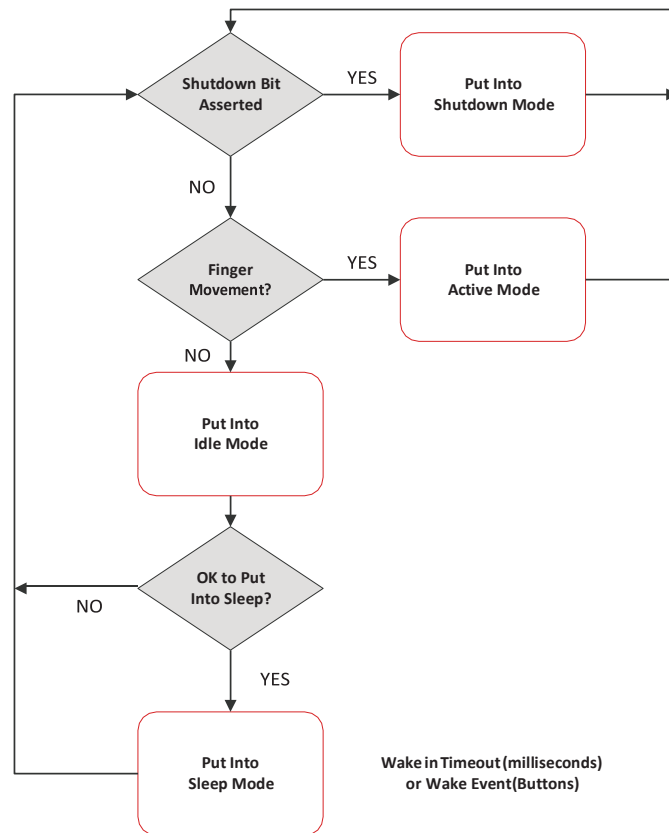 Shutdown Bit
Asserted
YES
Put Into
Shutdown Mode
NO
Finger
Movement?
YES
Put Into
Active Mode
NO
Put Into
Idle Mode
OK to Put
Into Sleep?
NO
YES
Put Into
Sleep Mode
Wake in Timeout (milliseconds)
or Wake Event(Buttons)